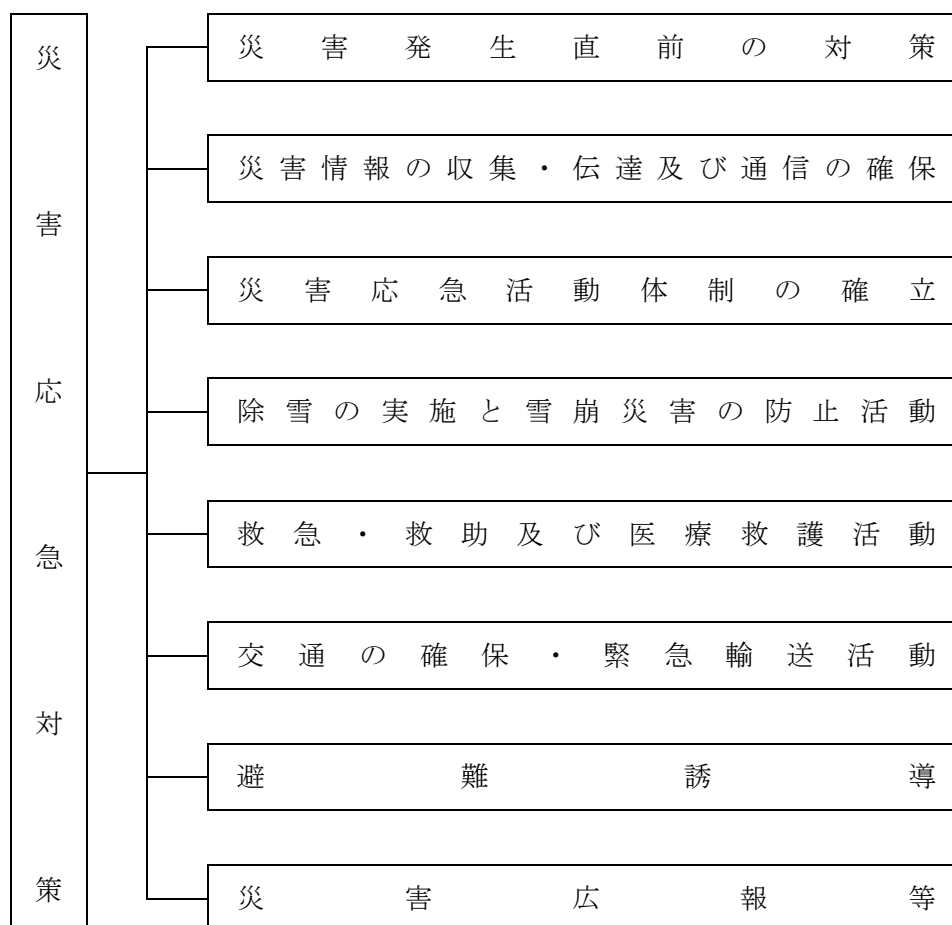 災害応急対策
災害発生直前の対策
災害情報の収集・伝達及び通信の確保
災害応急活動体制の確立
除雪の実施と雪崩災害の防止活動
救急・救助及び医療救護活動
交通の確保・緊急輸送活動
避難誘導
災害広報等